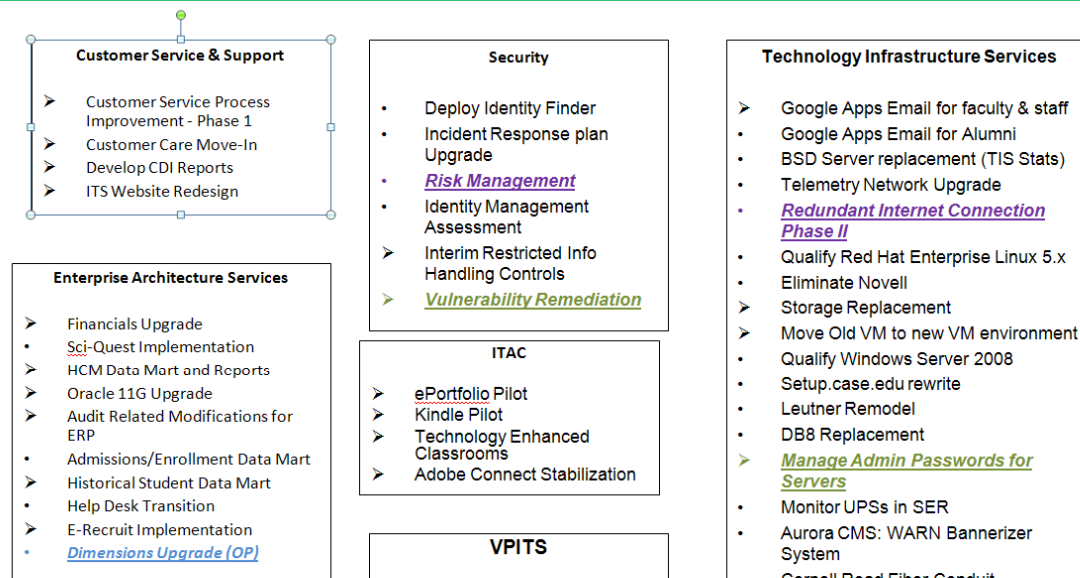 Customer Service & Support
➢ Customer Service Process
Improvement - Phase 1
➢ Customer Care Move-In
➢ Develop CDI Reports
➢ ITS Website Redesign
Enterprise Architecture Services
➢ Financials Upgrade
• Sci-Quest Implementation
➢ HCM Data Mart and Reports
➢ Oracle 11G Upgrade
➢ Audit Related Modifications for
ERP
• Admissions/Enrollment Data Mart
➢ Historical Student Data Mart
• Help Desk Transition
➢ E-Recruit Implementation
• Dimensions Upgrade (OP)
Security
• Deploy Identity Finder
• Incident Response plan
Upgrade
• Risk Management
• Identity Management
Assessment
➢ Interim Restricted Info
Handling Controls
➢ Vulnerability Remediation
ITAC
➢ ePortfolio Pilot
➢ Kindle Pilot
➢ Technology Enhanced
Classrooms
➢ Adobe Connect Stabilization
VPITS
Technology Infrastructure Services
➢ Google Apps Email for faculty & staff
• Google Apps Email for Alumni
• BSD Server replacement (TIS Stats)
• Telemetry Network Upgrade
• Redundant Internet Connection
Phase II
• Qualify Red Hat Enterprise Linux 5.x
• Eliminate Novell
➢ Storage Replacement
➢ Move Old VM to new VM environment
• Qualify Windows Server 2008
• Setup.case.edu rewrite
• Leutner Remodel
• DB8 Replacement
➢ Manage Admin Passwords for
Servers
• Monitor UPSs in SER
• Aurora CMS: WARN Bannerizer
System
Cornell Road Fiber Conduit